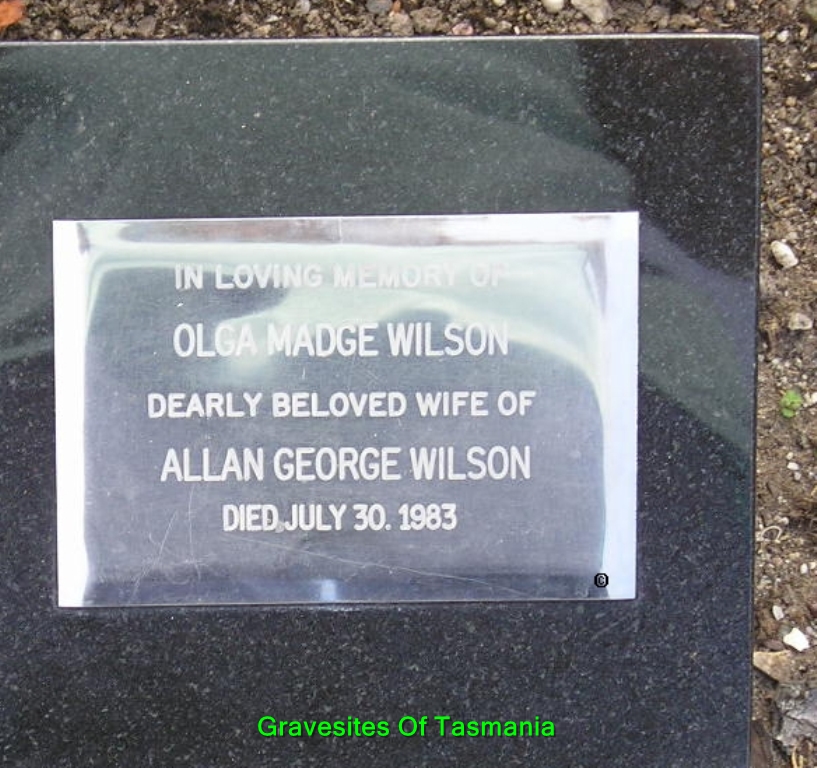 IN LOVING MEMORY OF
OLGA MADGE WILSON
DEARLY BELOVED WIFE OF
ALLAN GEORGE WILSON
DIED JULY 30. 1983
©
Gravesites Of Tasmania